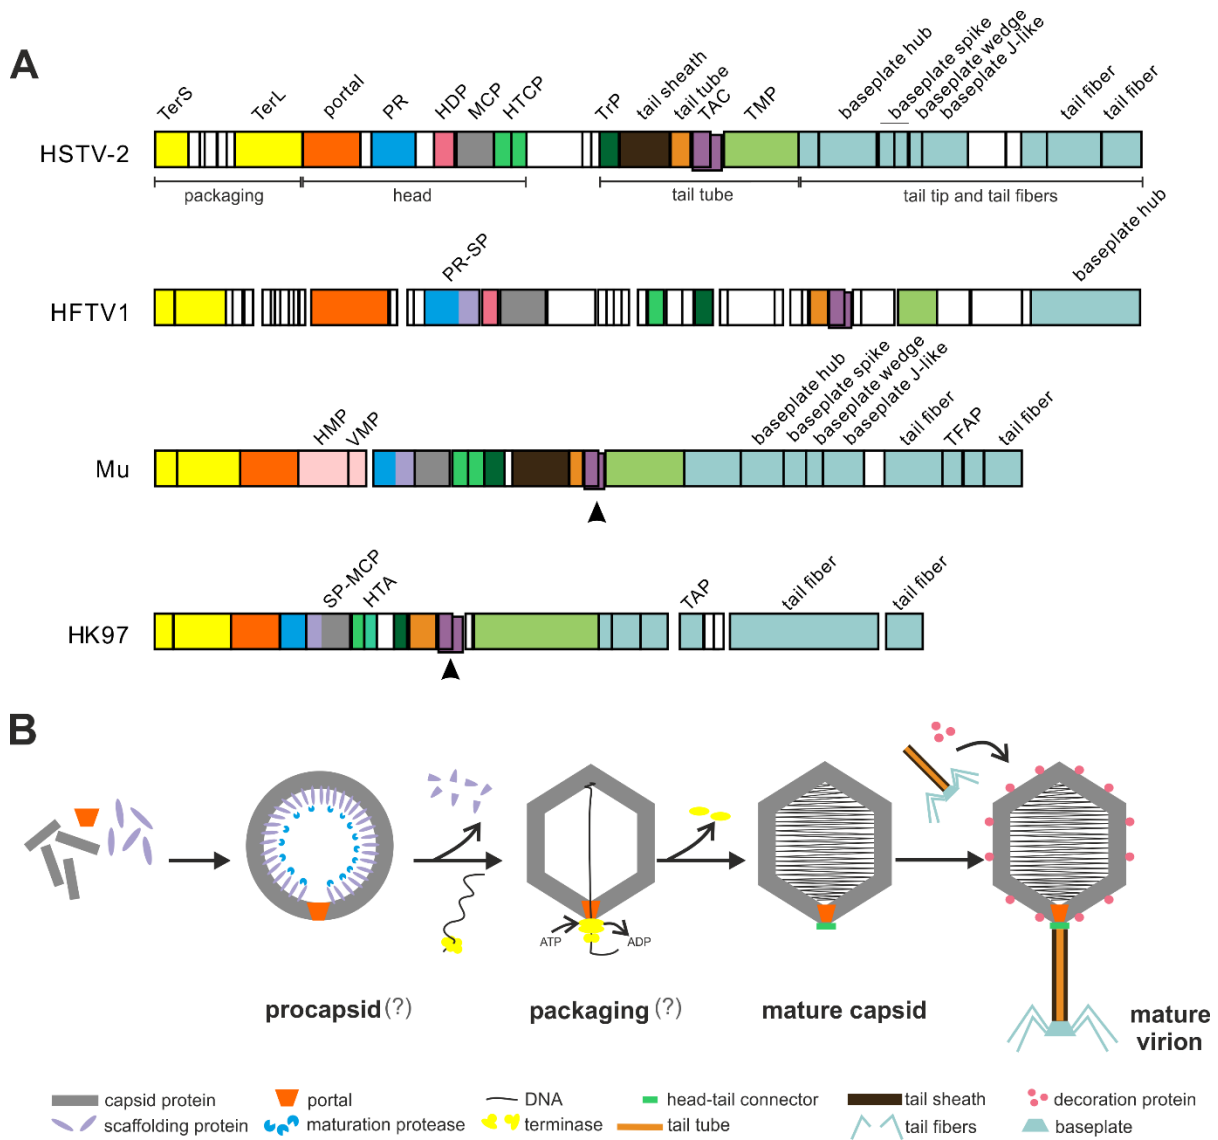 A
TerS
TerL
portal
PR
HDP
MCP
HTCP
TrP
tail sheath
tail tube
TAC
TMP
baseplate hub
baseplate spike
baseplate wedge
baseplate J-like
tail fiber
tail fiber
HSTV-2
packaging
head
tail tube
tail tip and tail fibers
PR-SP
baseplate hub
HFTV1
HMP
VMP
baseplate hub
baseplate spike
baseplate wedge
baseplate J-like
tail fiber
TFAP
tail fiber
Mu
SP-MCP
HTA
TAP
tail fiber
tail fiber
HK97
B
ATP
ADP
procapsid (?)
packaging (?)
mature capsid
mature
virion
capsid protein
portal
DNA
head-tail connector
tail sheath
decoration protein
scaffolding protein
maturation protease
terminase
tail tube
tail fibers
baseplate